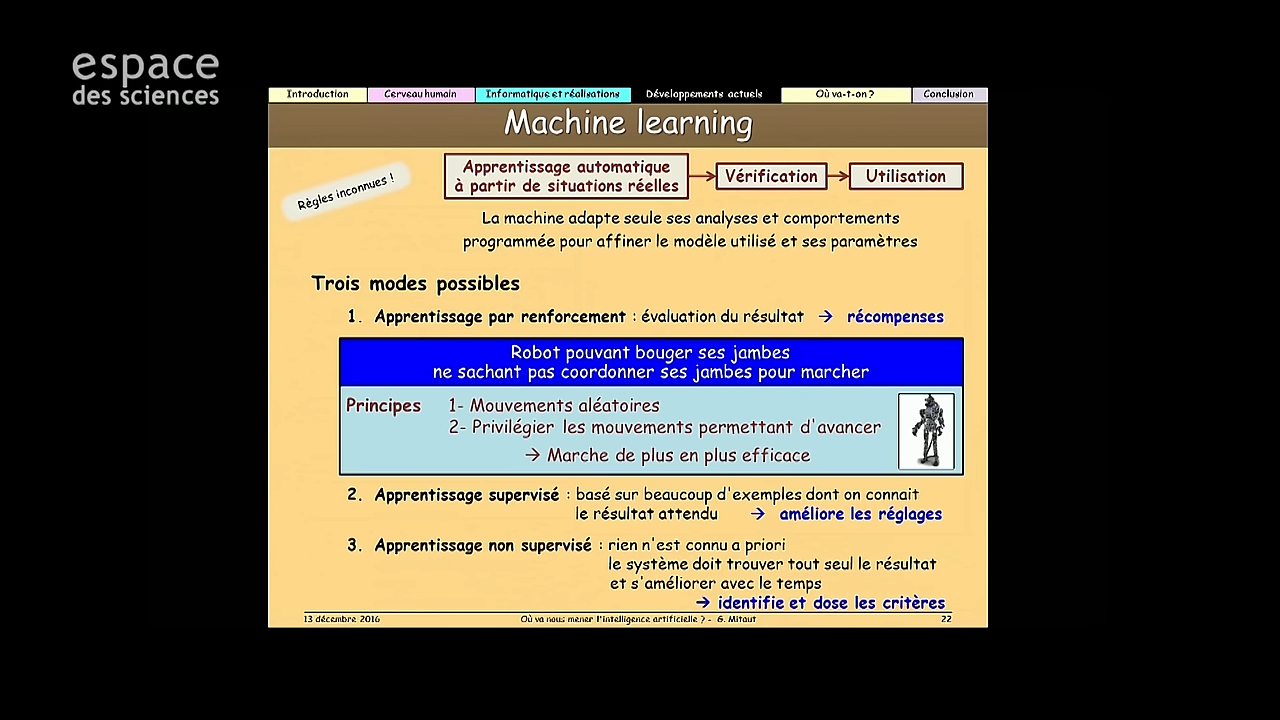 espace
des sciences
Introduction
Cerveau humain
Informatique et réalisations
Développements actuels
Où va-t-on ?
Conclusion
Machine learning
Règles inconnues !
Apprentissage automatique
à partir de situations réelles
Vérification
Utilisation
La machine adapte seule ses analyses et comportements
programmée pour affiner le modèle utilisé et ses paramètres
Trois modes possibles
1. Apprentissage par renforcement : évaluation du résultat → récompenses
Robot pouvant bouger ses jambes
ne sachant pas coordonner ses jambes pour marcher
Principes 1- Mouvements aléatoires
2- Privilégier les mouvements permettant d'avancer
→ Marche de plus en plus efficace
2. Apprentissage supervisé : basé sur beaucoup d'exemples dont on connait
le résultat attendu → améliore les réglages
3. Apprentissage non supervisé : rien n'est connu a priori
le système doit trouver tout seul le résultat
et s'améliorer avec le temps
→ identifie et dose les critères
13 décembre 2016 Où va nous mener l'intelligence artificielle ? - G. Mitaut 22